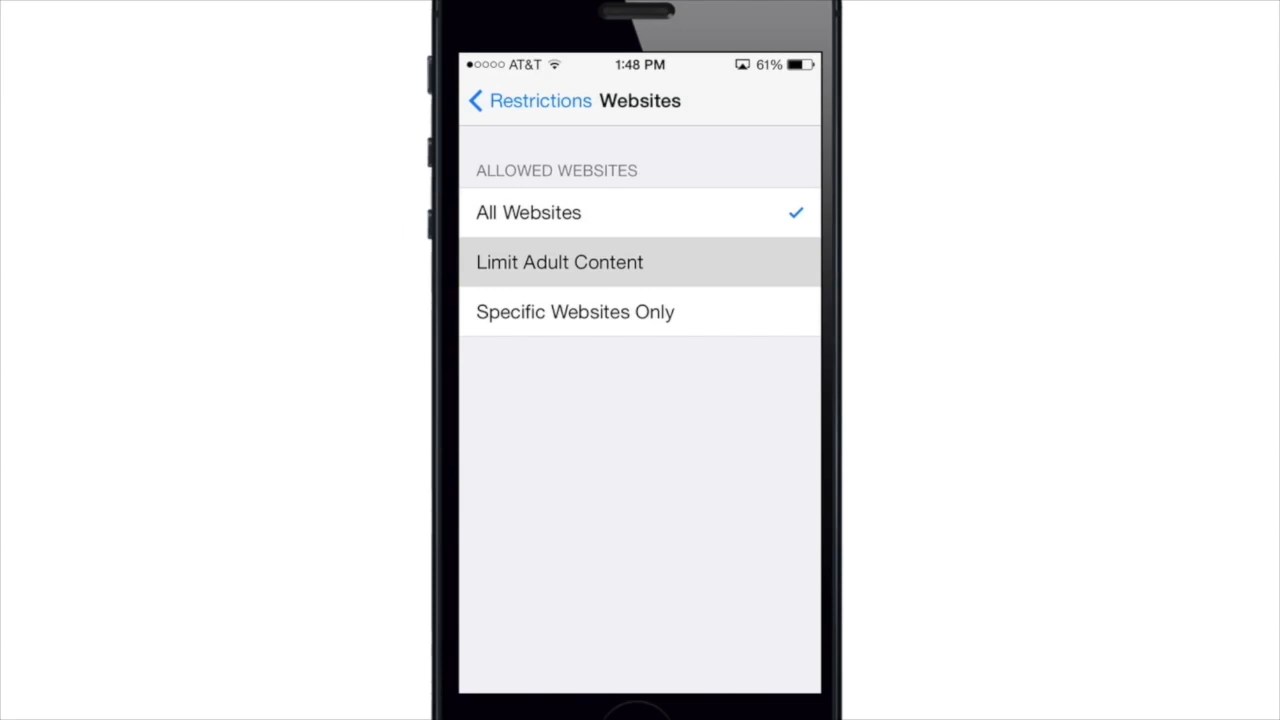 AT&T 1:48 PM 61%
Restrictions Websites
ALLOWED WEBSITES
All Websites
Limit Adult Content
Specific Websites Only